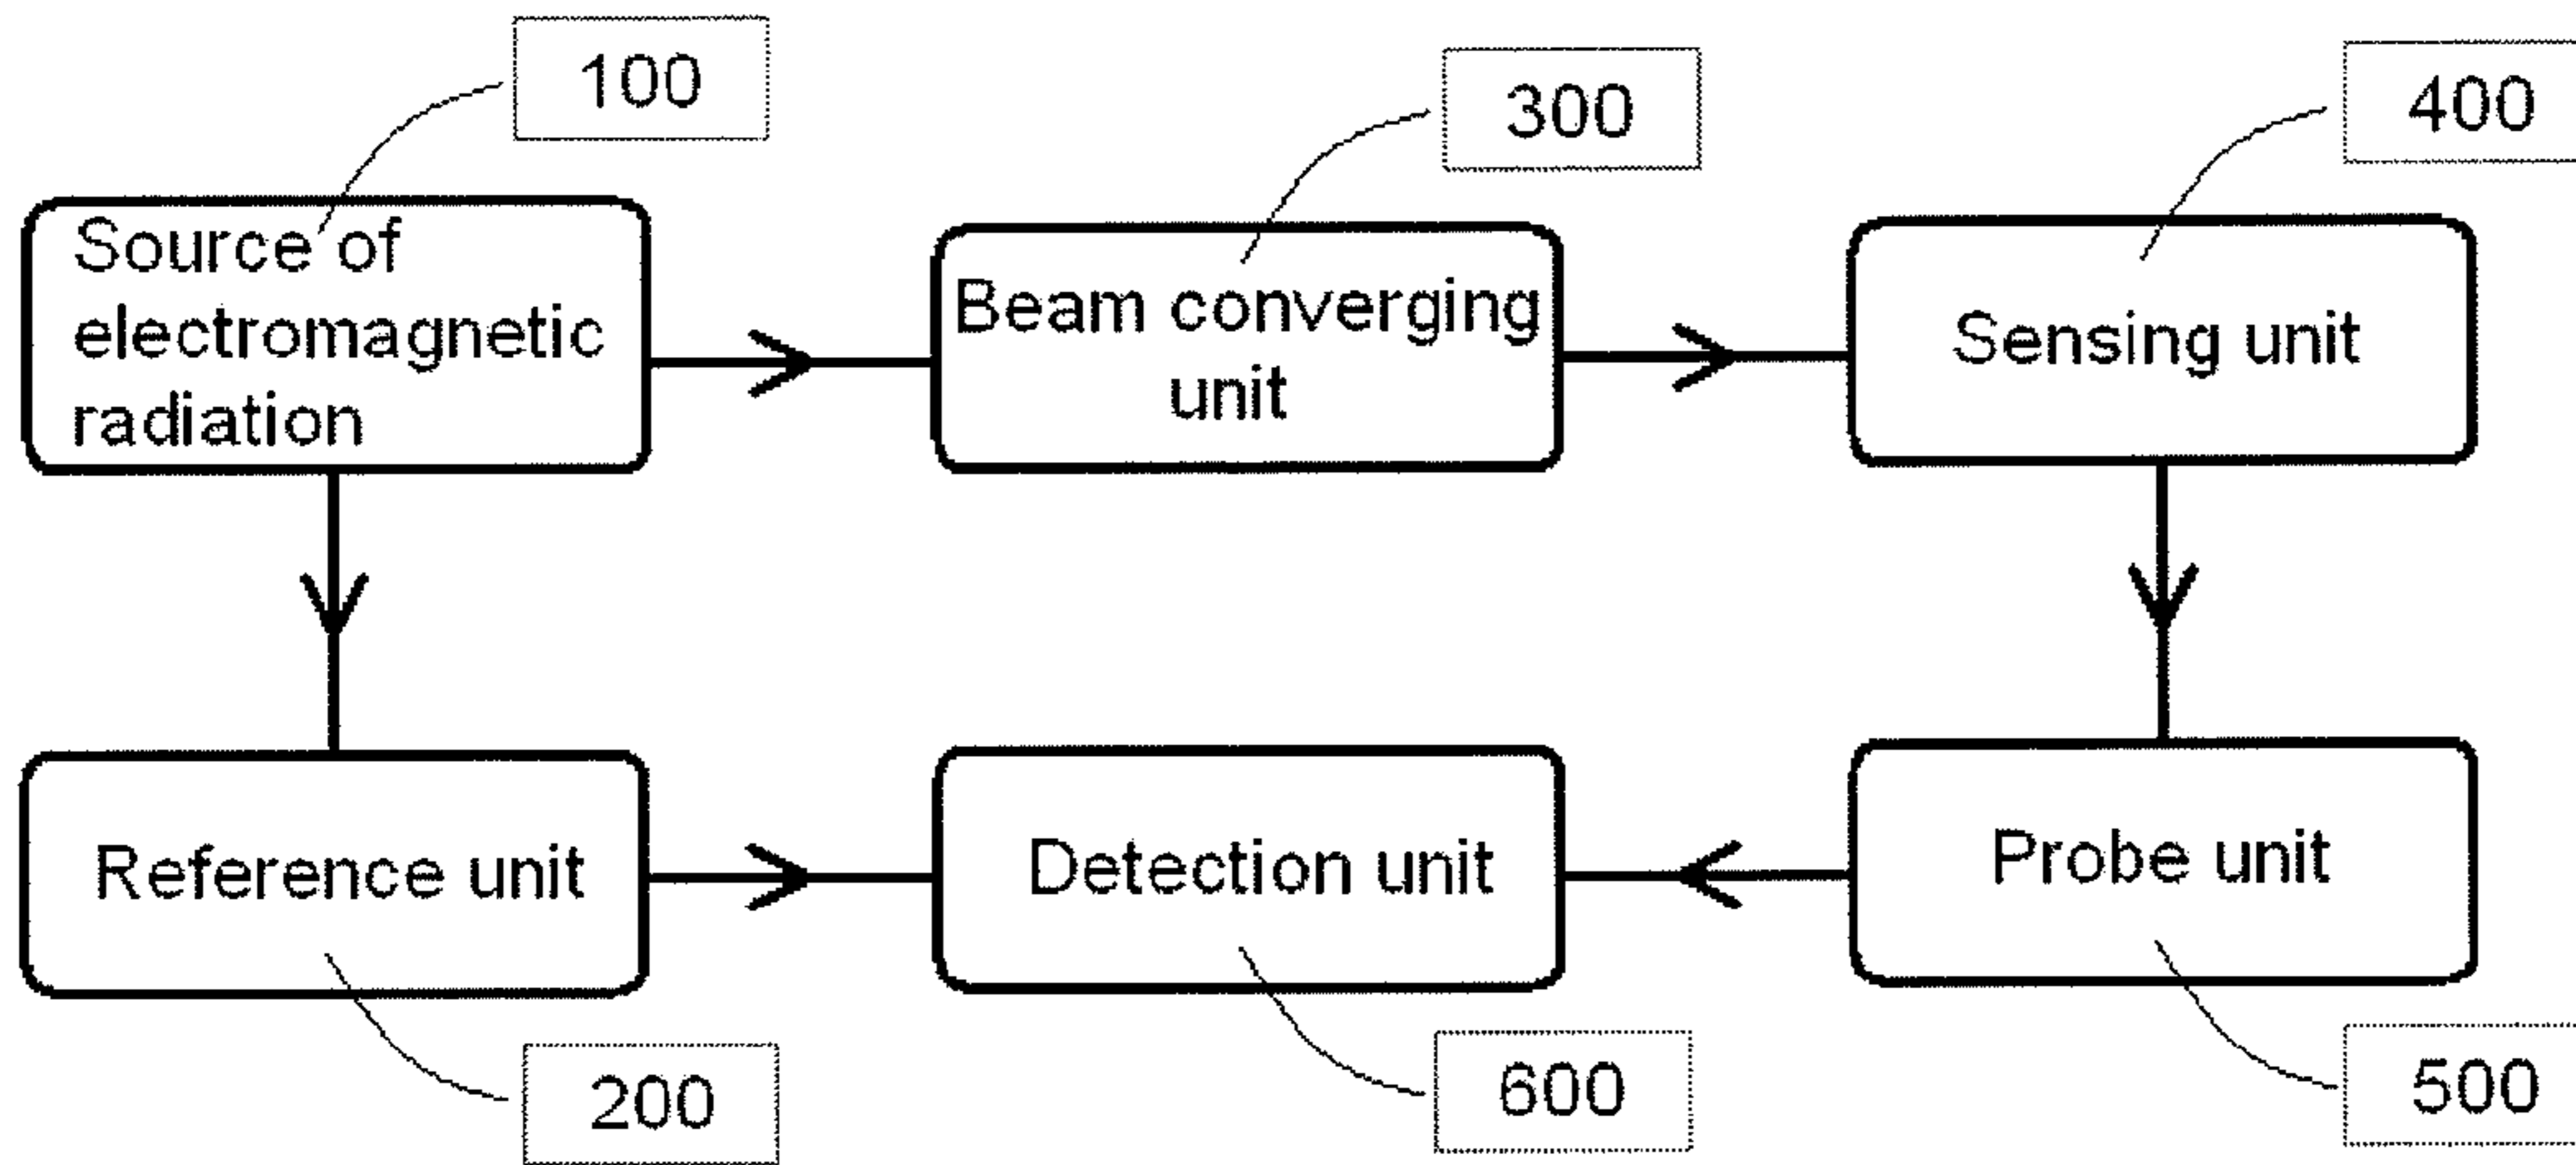 100
300
400
Source of
electromagnetic
radiation
Beam converging
unit
Sensing unit
Reference unit
Detection unit
Probe unit
200
600
500